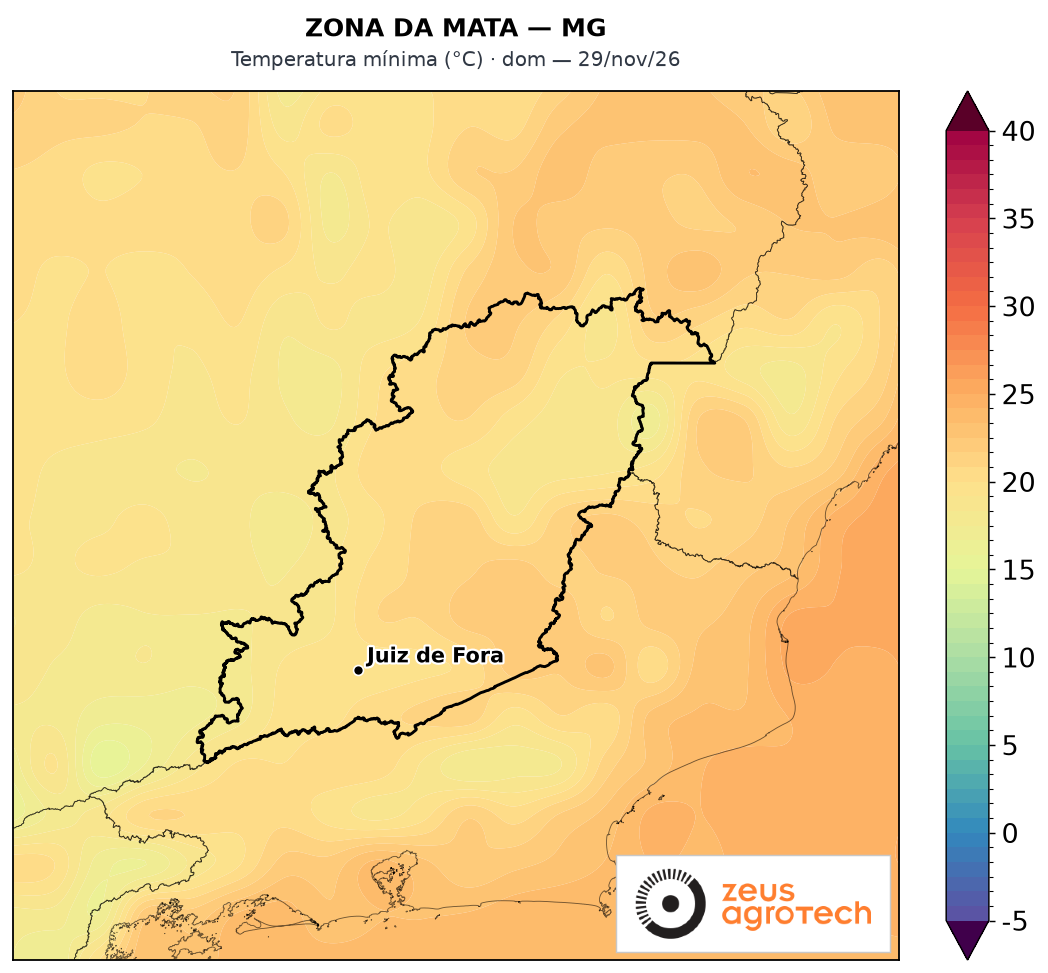 ZONA DA MATA — MG
Temperatura mínima (°C) · dom — 29/nov/26
40
35
30
25
20
15
10
5
0
-5
Juiz de Fora
zeus
agrotech